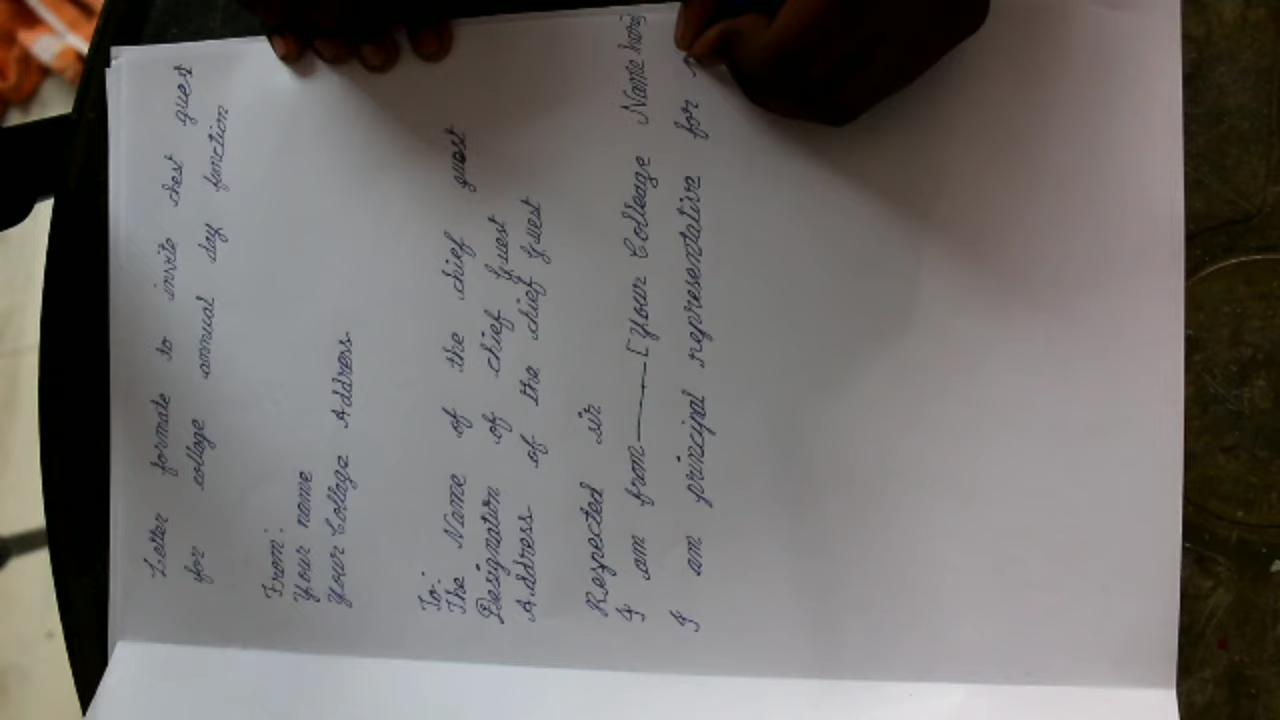 Letter formate to invite chest guest
for collage annual day function
From:
Your name
Your Collage Address
To:
The Name of the chief guest
Designation of chief guest
Address of the chief guest
Respected sir
I am from ——— [Your Colleage Name here]
I am principal representative for